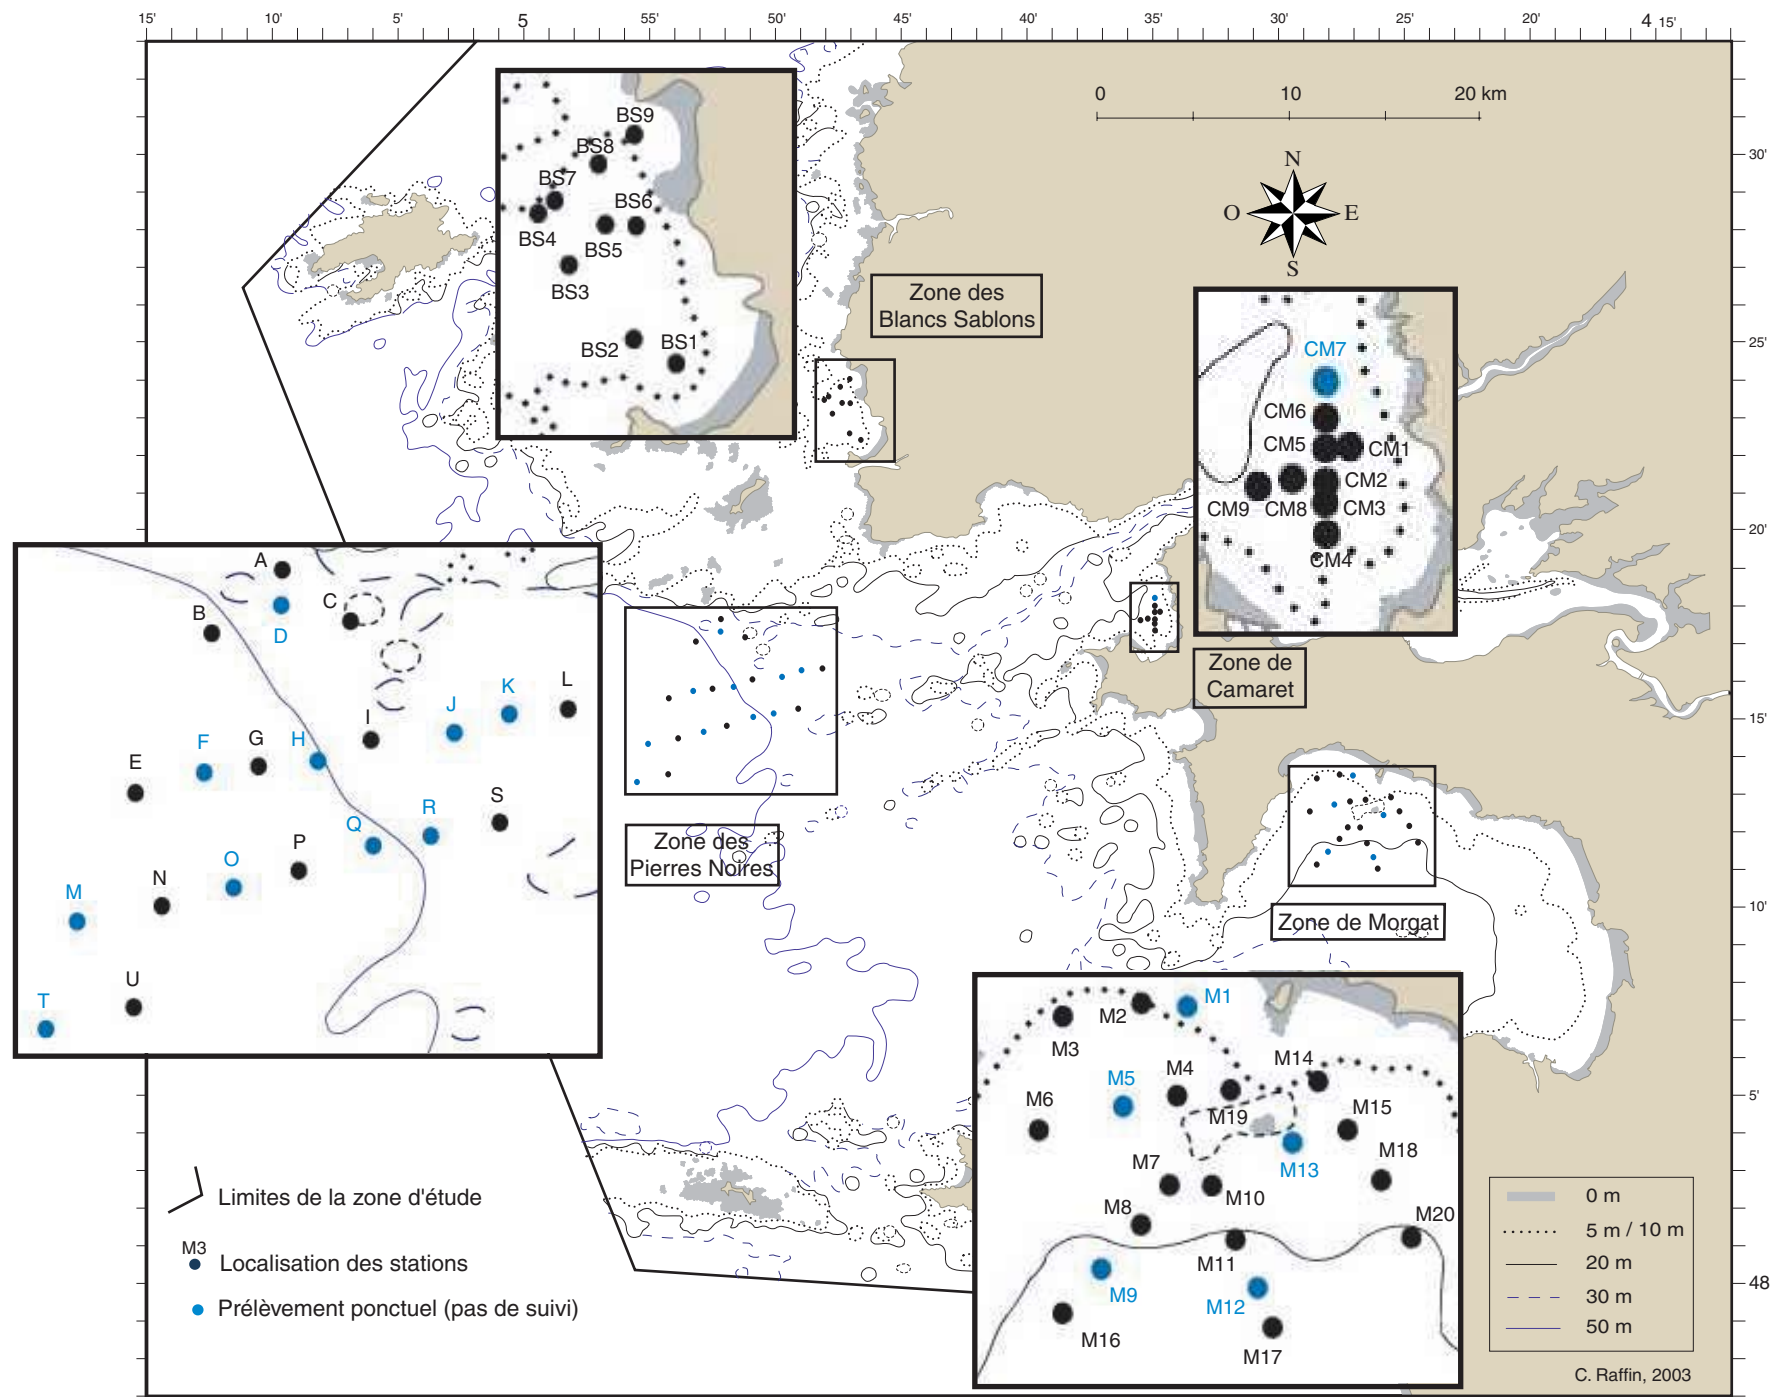 15'
10'
5'
5
55'
50'
45'
40'
35'
30'
25'
20'
4 15'
0
10
20 km
N
O
E
S
30'
25'
20'
15'
10'
5'
48
BS9
BS8
BS7
BS6
BS4
BS5
BS3
BS2
BS1
Zone des
Blancs Sablons
CM7
CM6
CM5
CM1
CM2
CM9
CM8
CM3
CM4
Zone de
Camaret
A
B
C
D
L
K
J
I
H
G
F
E
S
R
Q
P
O
N
M
U
T
Zone des
Pierres Noires
Zone de Morgat
M1
M2
M3
M14
M4
M5
M6
M19
M15
M13
M18
M7
M10
M8
M20
M11
M9
M12
M16
M17
Limites de la zone d'étude
M3
Localisation des stations
Prélèvement ponctuel (pas de suivi)
0 m
5 m / 10 m
20 m
30 m
50 m
C. Raffin, 2003